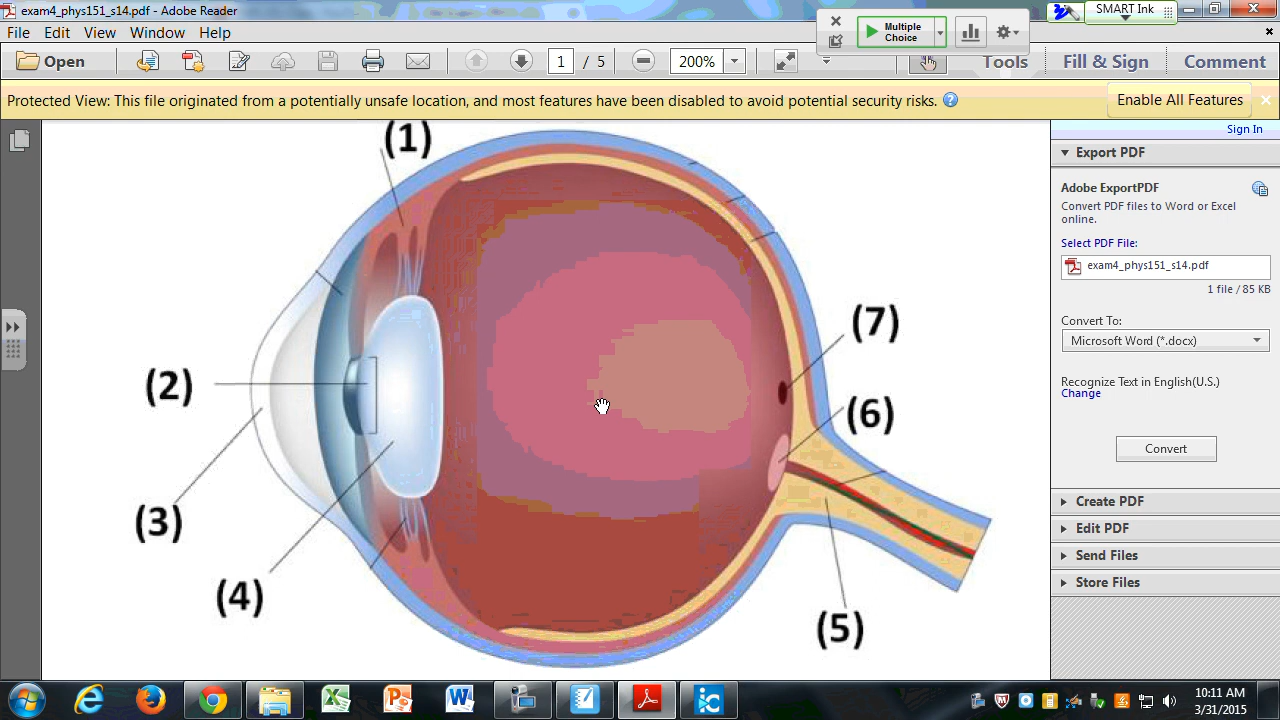 exam4_phys151_s14.pdf - Adobe Reader
SMART Ink
File Edit View Window Help
Multiple
Choice
Open
1 / 5
200%
Tools
Fill & Sign
Comment
Protected View: This file originated from a potentially unsafe location, and most features have been disabled to avoid potential security risks.
Enable All Features
Sign In
Export PDF
Adobe ExportPDF
Convert PDF files to Word or Excel
online.
Select PDF File:
exam4_phys151_s14.pdf
1 file / 85 KB
Convert To:
Microsoft Word (*.docx)
Recognize Text in English(U.S.)
Change
Convert
Create PDF
Edit PDF
Send Files
Store Files
(1)
(7)
(2)
(6)
(3)
(4)
(5)
10:11 AM
3/31/2015